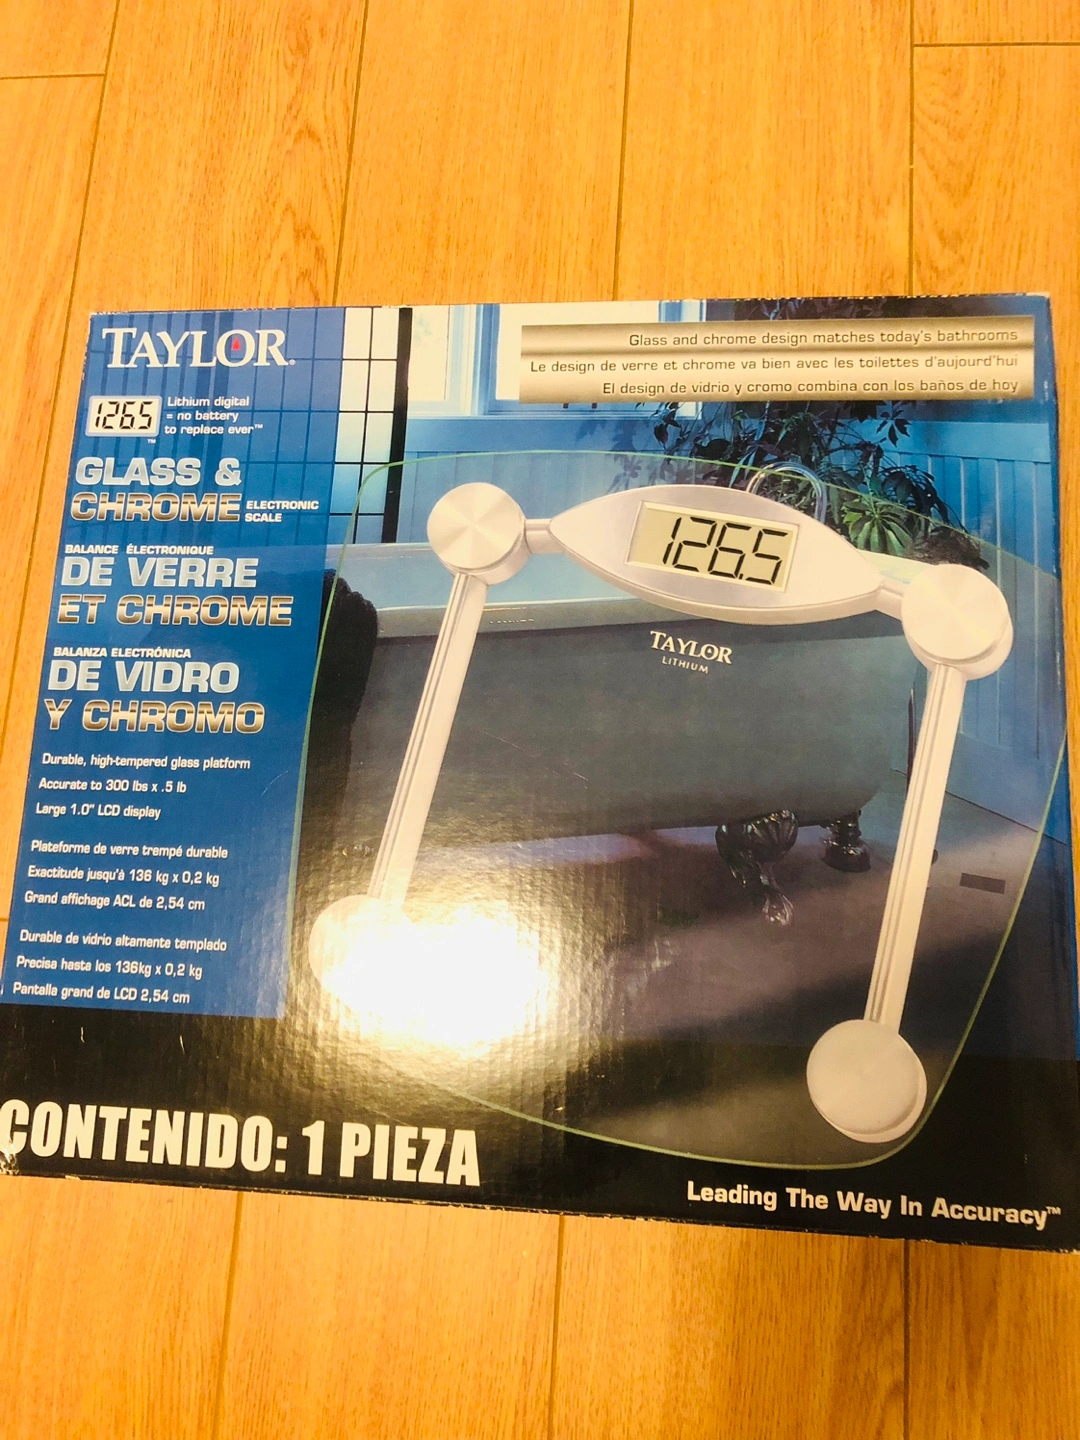 TAYLOR®
1265
Lithium digital
= no battery
to replace ever™
™
GLASS &
CHROME ELECTRONIC
SCALE
BALANCE ÉLECTRONIQUE
DE VERRE
ET CHROME
BALANZA ELECTRÓNICA
DE VIDRO
Y CHROMO
Durable, high-tempered glass platform
Accurate to 300 lbs x .5 lb
Large 1.0" LCD display
Plateforme de verre trempé durable
Exactitude jusqu'à 136 kg x 0,2 kg
Grand affichage ACL de 2,54 cm
Durable de vidrio altamente templado
Precisa hasta los 136kg x 0,2 kg
Pantalla grand de LCD 2,54 cm
Glass and chrome design matches today's bathrooms
Le design de verre et chrome va bien avec les toilettes d'aujourd'hui
El design de vidrio y cromo combina con los baños de hoy
126.5
TAYLOR
LITHIUM
CONTENIDO: 1 PIEZA
Leading The Way In Accuracy™